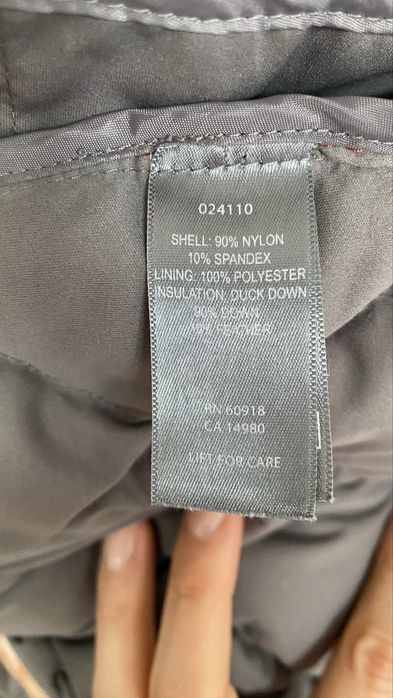 024110
SHELL: 90% NYLON
10% SPANDEX
LINING: 100% POLYESTER
INSULATION: DUCK DOWN
90% DOWN
10% FEATHER
RN 60918
CA 14980
LIFT FOR CARE